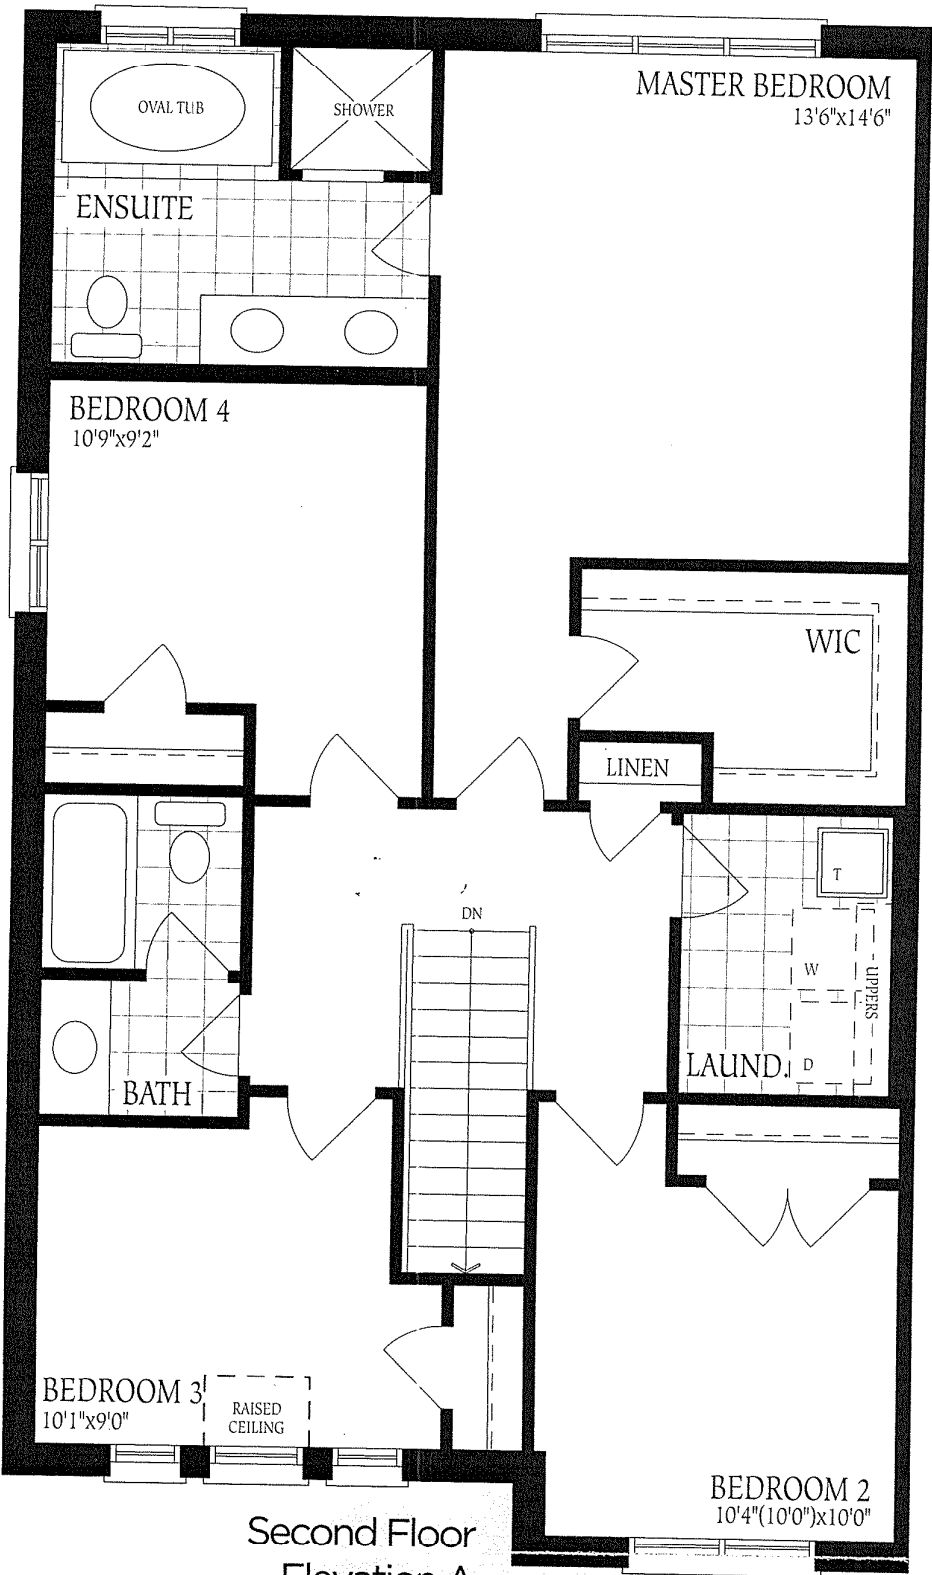 OVAL TUB
SHOWER
MASTER BEDROOM
13'6"x14'6"
ENSUITE
BEDROOM 4
10'9"x9'2"
WIC
LINEN
DN
T
W
UPPERS
D
LAUND.
BATH
BEDROOM 3
10'1"x9'0"
RAISED
CEILING
BEDROOM 2
10'4"(10'0")x10'0"
Second Floor
Elevation A